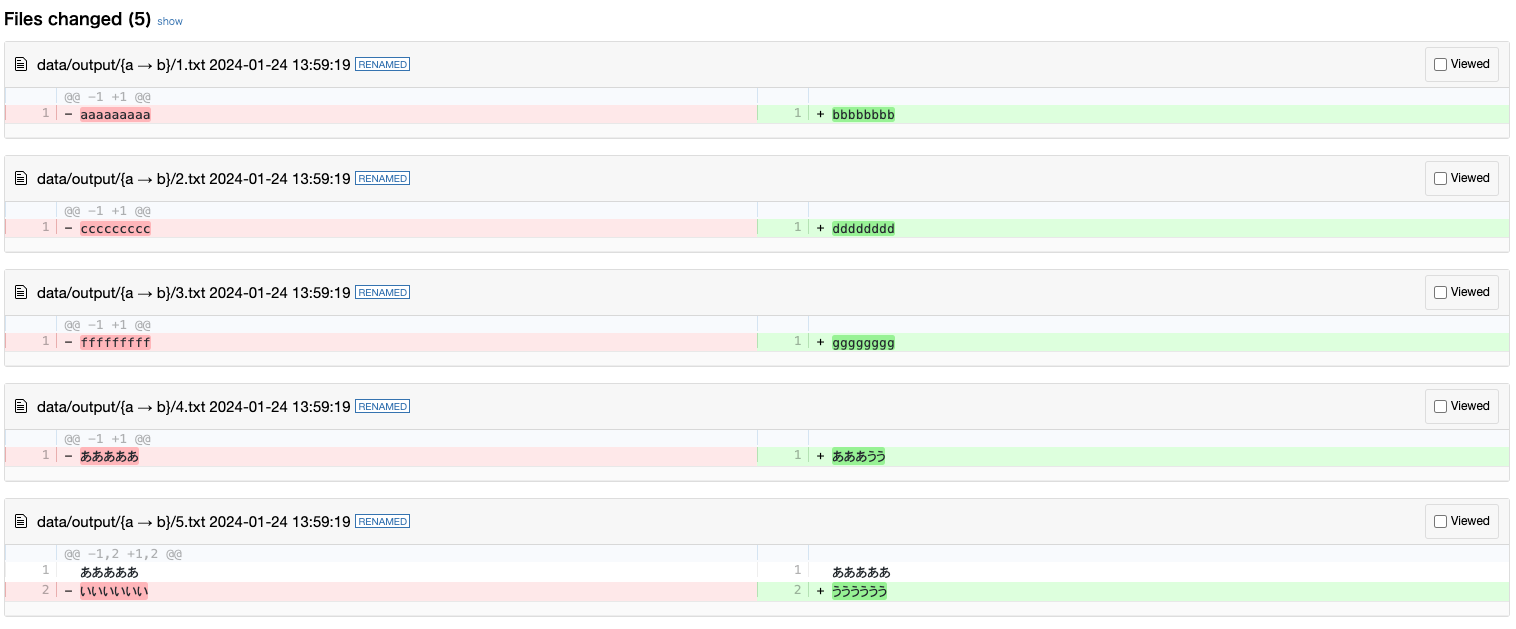 Files changed (5) show
data/output/{a → b}/1.txt 2024-01-24 13:59:19 RENAMED Viewed
@@ -1 +1 @@
1 - aaaaaaaaa 1 + bbbbbbbb
data/output/{a → b}/2.txt 2024-01-24 13:59:19 RENAMED Viewed
@@ -1 +1 @@
1 - ccccccccc 1 + dddddddd
data/output/{a → b}/3.txt 2024-01-24 13:59:19 RENAMED Viewed
@@ -1 +1 @@
1 - fffffffff 1 + gggggggg
data/output/{a → b}/4.txt 2024-01-24 13:59:19 RENAMED Viewed
@@ -1 +1 @@
1 - あああああ 1 + あああうう
data/output/{a → b}/5.txt 2024-01-24 13:59:19 RENAMED Viewed
@@ -1,2 +1,2 @@
1 あああああ 1 あああああ
2 - いいいいいい 2 + うううううう